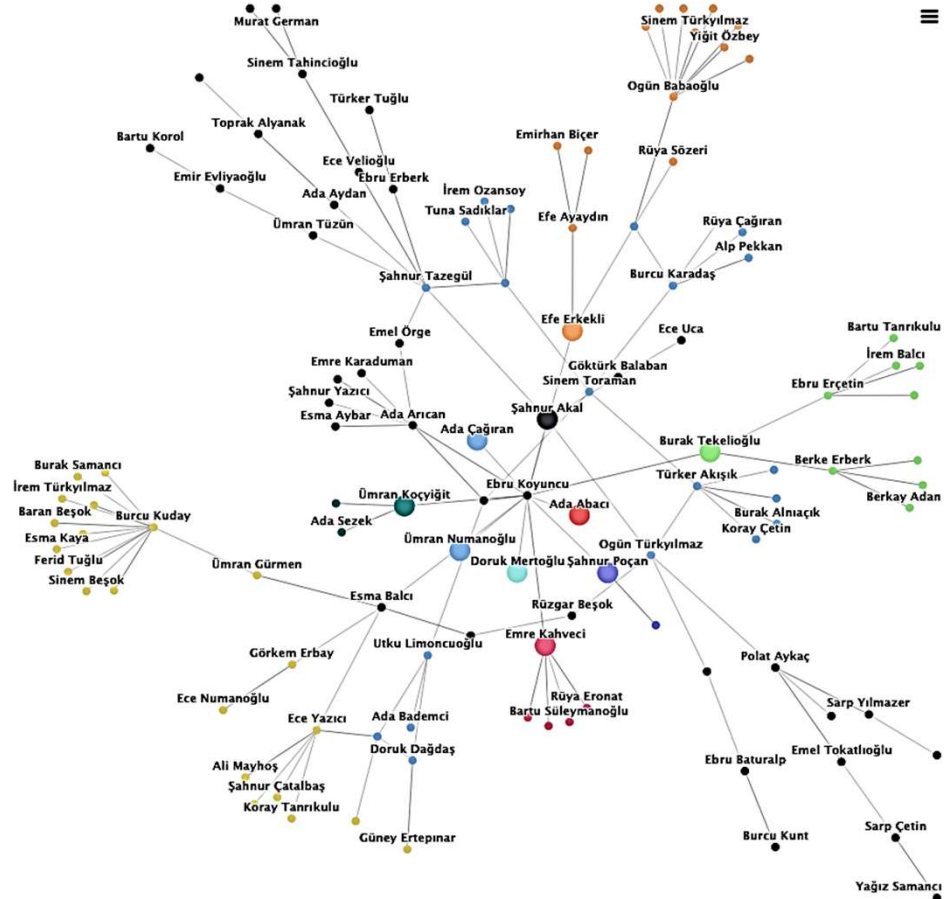 Murat German
Sinem Türkyılmaz
Yiğit Özbey
Sinem Tahincioğlu
Ogün Babaoğlu
Türker Tuğlu
Toprak Alyanak
Bartu Korol
Emirhan Biçer
Rüya Sözeri
Ece Velioğlu
Emir Evliyaoğlu
Ebru Erberk
Ada Aydan
İrem Ozansoy
Tuna Sadıklar
Efe Ayaydın
Rüya Çağıran
Ümran Tüzün
Alp Pekkan
Şahnur Tazegül
Burcu Karadaş
Efe Erkekli
Ece Uca
Bartu Tanrıkulu
Emel Örge
İrem Balcı
Emre Karaduman
Göktürk Balaban
Sinem Toraman
Ebru Erçetin
Şahnur Yazıcı
Şahnur Akal
Esma Aybar
Ada Arıcan
Ada Çağıran
Burak Tekelioğlu
Burak Samancı
Berke Erberk
Türker Akışık
İrem Türkyılmaz
Ebru Koyuncu
Ümran Koçyiğit
Berkay Adan
Baran Beşok
Burcu Kuday
Ada Abacı
Burak Alnıaçık
Ada Sezek
Koray Çetin
Esma Kaya
Ümran Numanoğlu
Ogün Türkyılmaz
Ferid Tuğlu
Ümran Gürmen
Doruk Mertoğlu
Şahnur Poçan
Sinem Beşok
Esma Balcı
Rüzgar Beşok
Emre Kahveci
Utku Limoncuoğlu
Görkem Erbay
Polat Aykaç
Ece Numanoğlu
Rüya Eronat
Sarp Yılmazer
Bartu Süleymanoğlu
Ece Yazıcı
Ada Bademci
Doruk Dağdaş
Emel Tokatlıoğlu
Ali Mayhoş
Ebru Baturalp
Şahnur Çatalbaş
Koray Tanrıkulu
Güney Ertepınar
Burcu Kunt
Sarp Çetin
Yağız Samancı